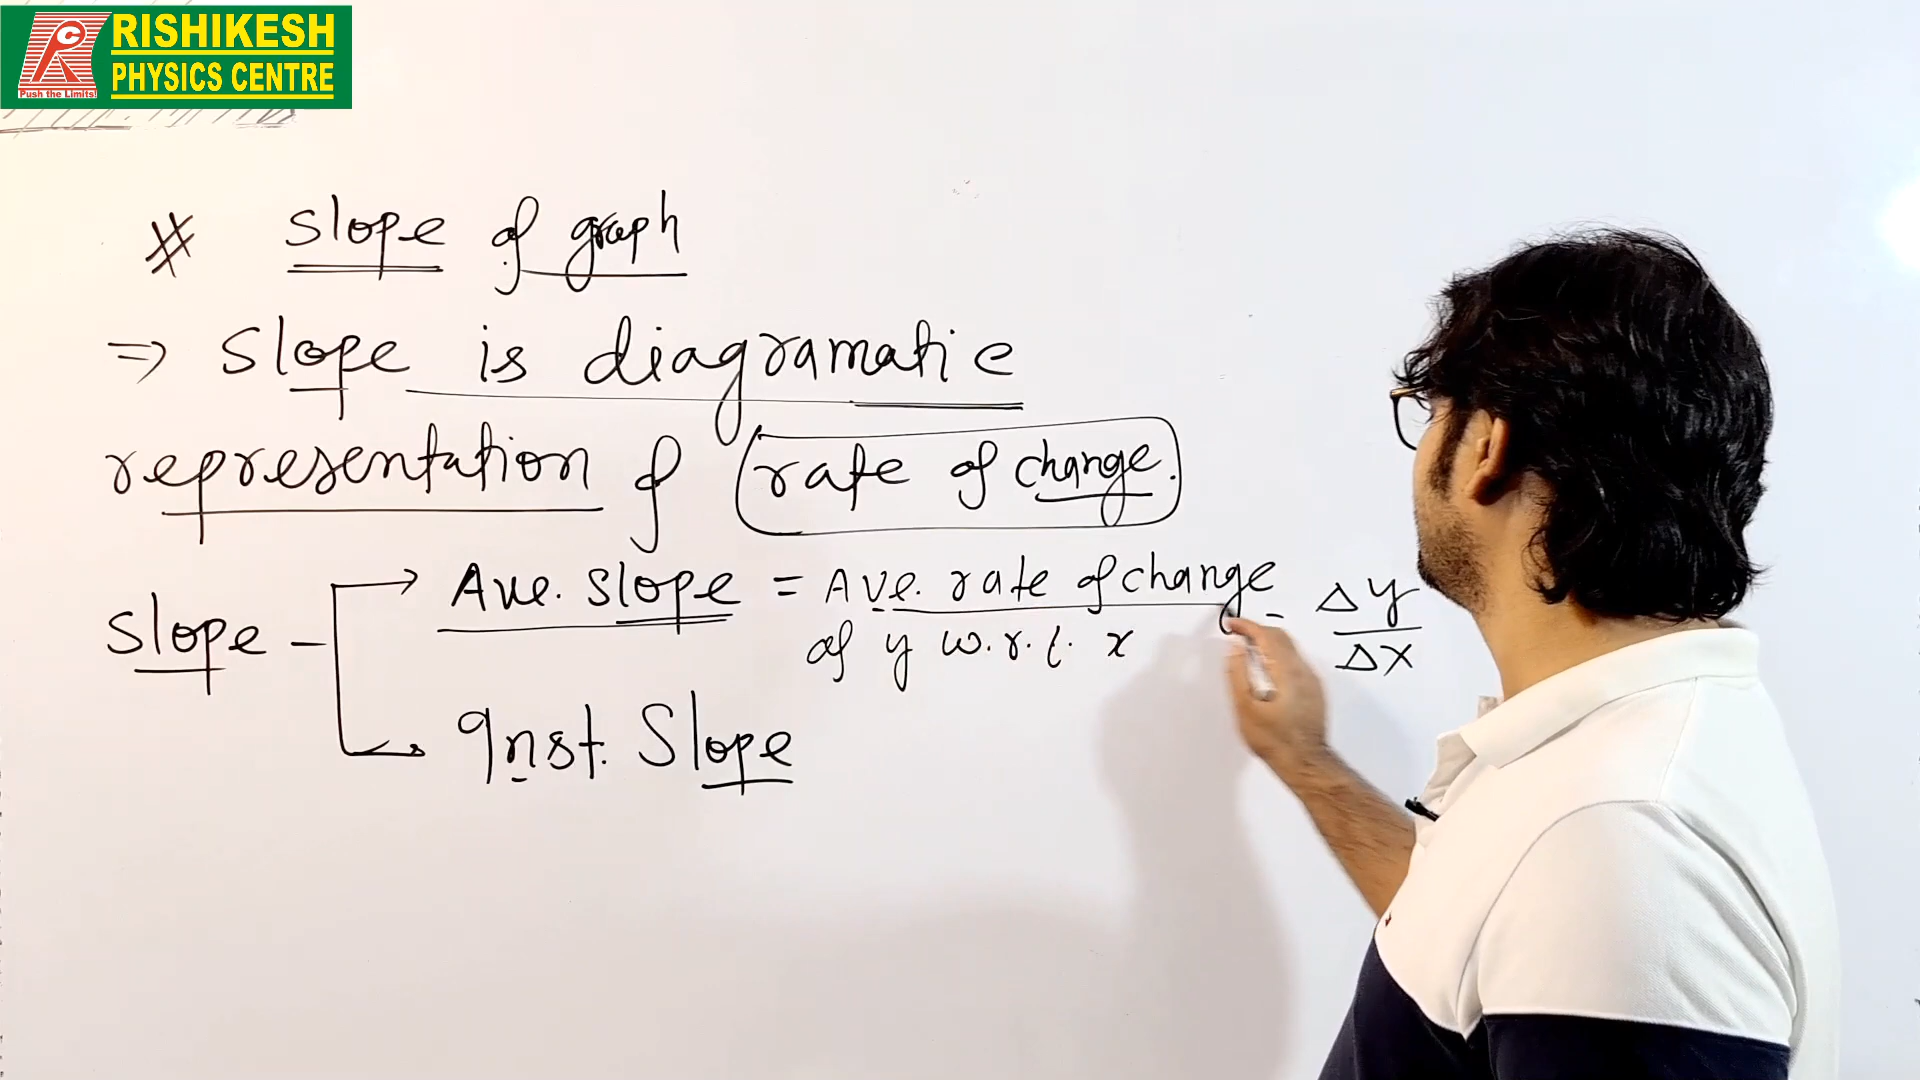 RISHIKESH
PHYSICS CENTRE
Push the Limits!
# Slope of graph
⇒ Slope is diagramatic
representation of rate of change.
Slope - → Ave. Slope = Ave. rate of change = Δy/Δx
of y w.r.t. x
→ Inst. Slope